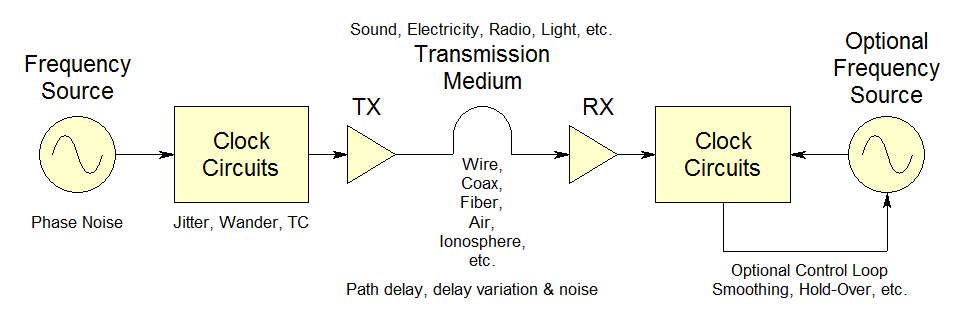 Sound, Electricity, Radio, Light, etc.
Transmission
Medium
Frequency
Source
Optional
Frequency
Source
TX
RX
Clock
Circuits
Clock
Circuits
Wire,
Coax,
Fiber,
Air,
Ionosphere,
etc.
Phase Noise
Jitter, Wander, TC
Path delay, delay variation & noise
Optional Control Loop
Smoothing, Hold-Over, etc.